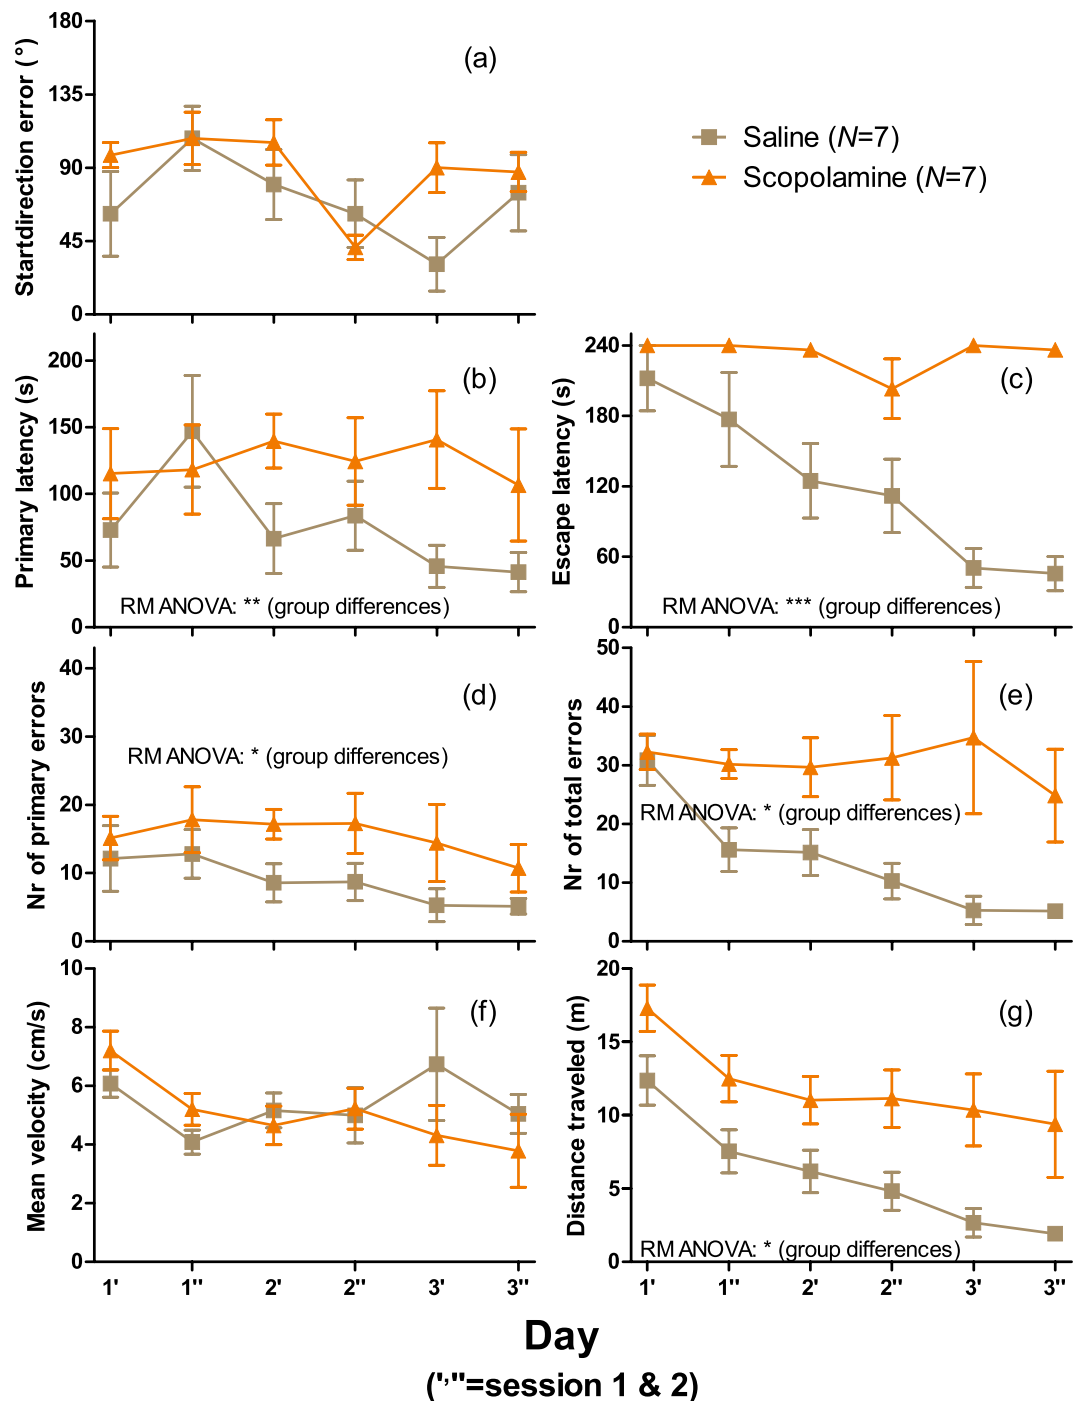 Startdirection error (°)
180
135
90
45
0
(a)
Saline (N=7)
Scopolamine (N=7)
Primary latency (s)
200
150
100
50
0
(b)
RM ANOVA: ** (group differences)
Escape latency (s)
240
180
120
60
0
(c)
RM ANOVA: *** (group differences)
Nr of primary errors
40
30
20
10
0
(d)
RM ANOVA: * (group differences)
Nr of total errors
50
40
30
20
10
0
(e)
RM ANOVA: * (group differences)
Mean velocity (cm/s)
10
8
6
4
2
0
(f)
1' 1'' 2' 2'' 3' 3''
Distance traveled (m)
20
15
10
5
0
(g)
RM ANOVA: * (group differences)
1' 1'' 2' 2'' 3' 3''
Day
(',''=session 1 & 2)